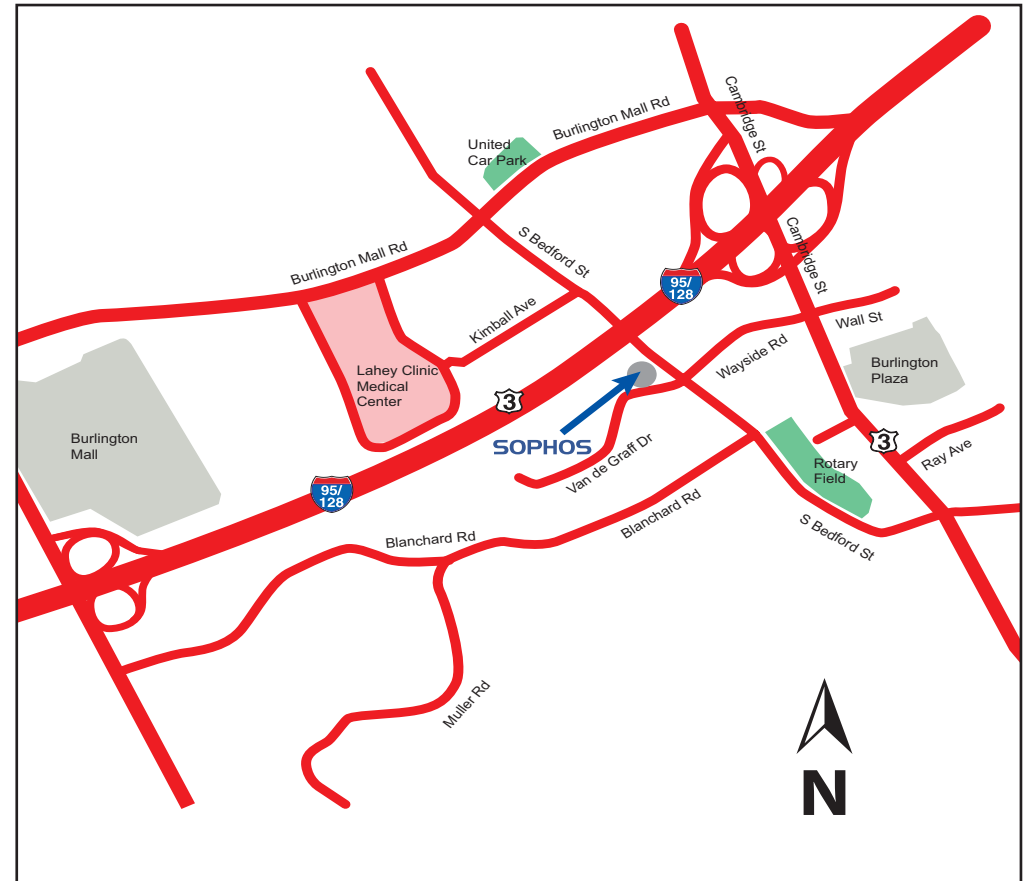 Cambridge St
Burlington Mall Rd
United
Car Park
S Bedford St
Cambridge St
Burlington Mall Rd
95/
128
Kimball Ave
Wall St
Wayside Rd
Burlington
Plaza
Lahey Clinic
Medical
Center
3
SOPHOS
Burlington
Mall
3
Ray Ave
Van de Graff Dr
Rotary
Field
95/
128
Blanchard Rd
S Bedford St
Blanchard Rd
Muller Rd
N